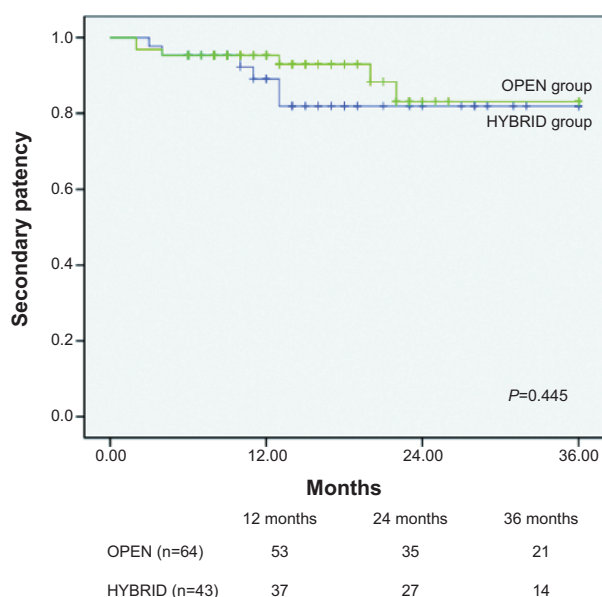 1.0
0.8
0.6
0.4
0.2
0.0
Secondary patency
OPEN group
HYBRID group
P=0.445
0.00 12.00 24.00 36.00
Months
12 months 24 months 36 months
OPEN (n=64) 53 35 21
HYBRID (n=43) 37 27 14